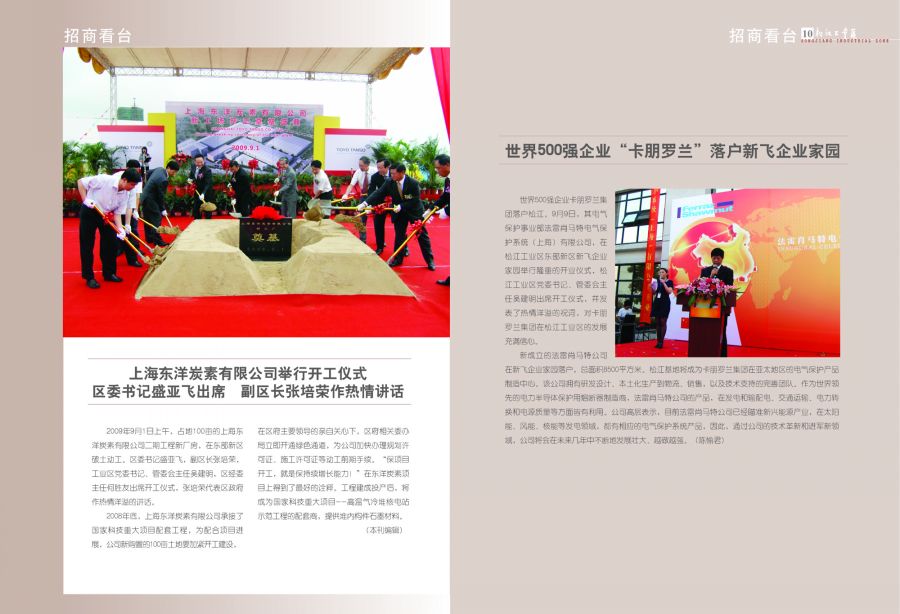 招商看台
上海东洋炭素有限公司
2009.9.1
TOYO TANSO
TOYO TANSO
奠基
上海东洋炭素有限公司举行开工仪式
区委书记盛亚飞出席　副区长张培荣作热情讲话
2009年9月1日上午，占地100亩的上海东
洋炭素有限公司二期工程新厂房，在东部新区
破土动工。区委书记盛亚飞，副区长张培荣，
工业区党委书记、管委会主任吴建明，区经委
主任何胜友出席开工仪式，张培荣代表区政府
作热情洋溢的讲话。
2008年底，上海东洋炭素有限公司承接了
国家科技重大项目配套工程，为配合项目进
展，公司新购置的100亩土地要加紧开工建设。
在区府主要领导的亲自关心下，区府相关委办
局立即开通绿色通道，为公司加快办理规划许
可证、施工许可证等动工前期手续。“保项目
开工，就是保持续增长能力！”在东洋炭素项
目上得到了最好的诠释。工程建成投产后，将
成为国家科技重大项目--高温气冷堆核电站
示范工程的配套商，提供堆内构件石墨材料。
（本刊编辑）
招商看台
10
SONGJIANG INDUSTRIAL ZONE
世界500强企业“卡朋罗兰”落户新飞企业家园
世界500强企业卡朋罗兰集
团落户松江，9月9日，其电气
保护事业部法雷肖马特电气保
护系统（上海）有限公司，在
松江工业区东部新区新飞企业
家园举行隆重的开业仪式，松
江工业区党委书记、管委会主
任吴建明出席开工仪式，并发
表了热情洋溢的祝词，对卡朋
罗兰集团在松江工业区的发展
充满信心。
新成立的法雷肖马特公司
在新飞企业家园落户，总面积8500平方米。松江基地将成为卡朋罗兰集团在亚太地区的电气保护产品
制造中心。该公司拥有研发设计、本土化生产到物流、销售，以及技术支持的完善团队。作为世界领
先的电力半导体保护用熔断器制造商，法雷肖马特公司的产品，在发电和输配电、交通运输、电力转
换和电源质量等方面皆有利用。公司高层表示，目前法雷肖马特公司已经瞄准新兴能源产业，在太阳
能、风能、核能等发电领域，都有相应的电气保护系统产品，因此，通过公司的技术革新和进军新领
域，公司将会在未来几年中不断地发展壮大、越做越强。（陈愉君）
法雷肖马特电